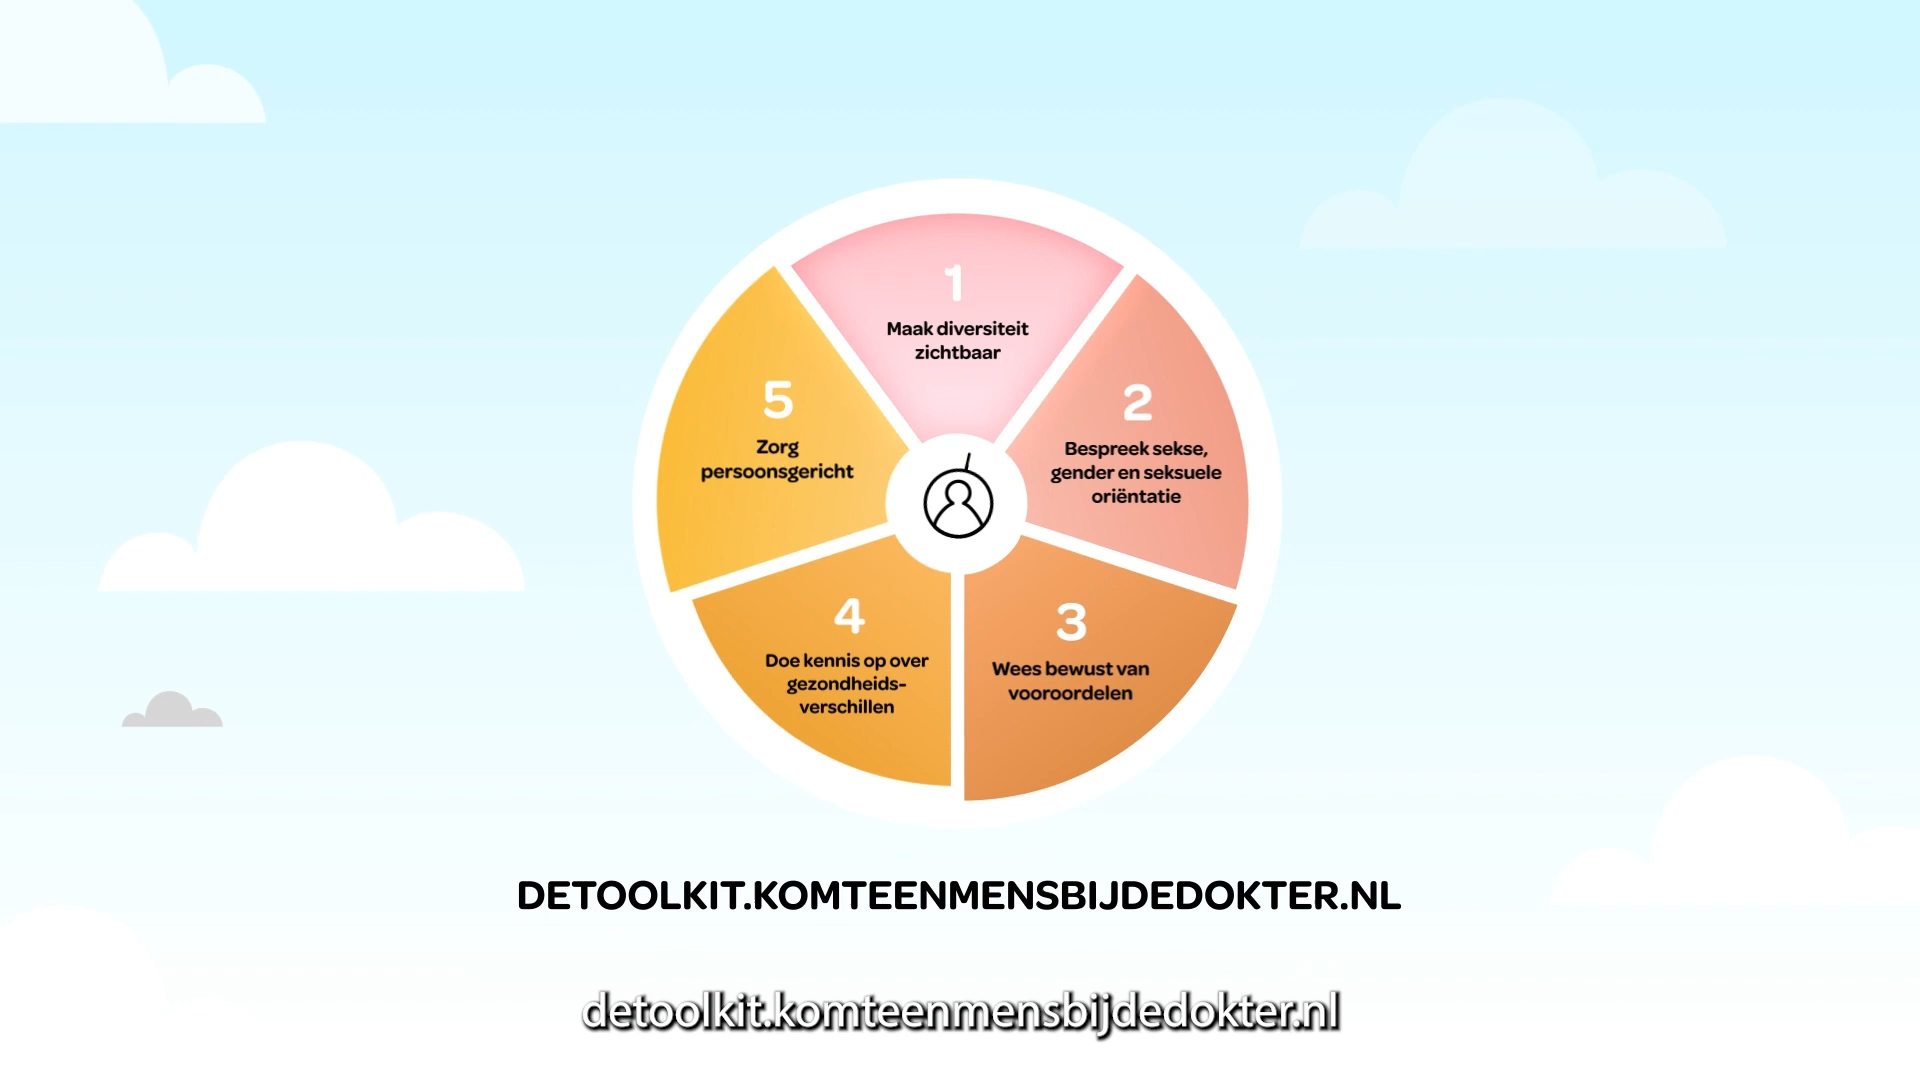 1
Maak diversiteit
zichtbaar
2
Bespreek sekse,
gender en seksuele
oriëntatie
3
Wees bewust van
vooroordelen
4
Doe kennis op over
gezondheids-
verschillen
5
Zorg
persoonsgericht
DETOOLKIT.KOMTEENMENSBIJDEDOKTER.NL
detoolkit.komteenmensbijdedokter.nl